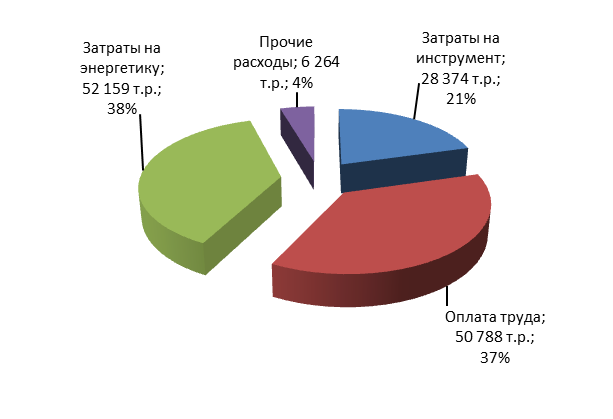 Затраты на
энергетику;
52 159 т.р.;
38%
Прочие
расходы; 6 264
т.р.; 4%
Затраты на
инструмент;
28 374 т.р.;
21%
Оплата труда;
50 788 т.р.;
37%